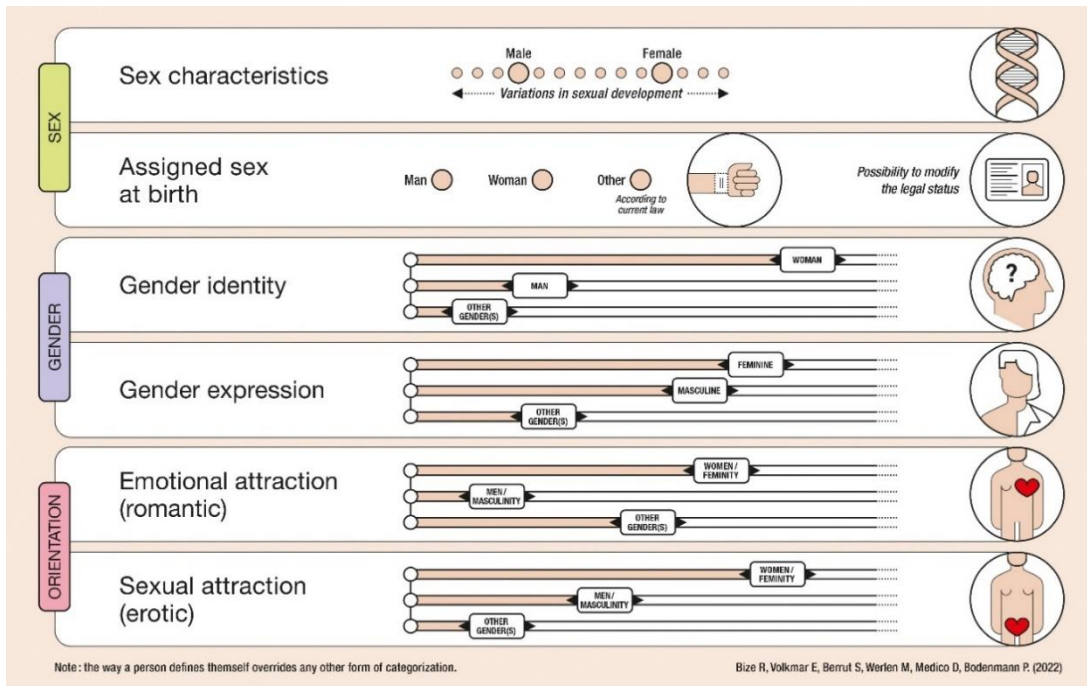 SEX
Sex characteristics
Male
Female
Variations in sexual development
Assigned sex
at birth
Man
Woman
Other
According to
current law
Possibility to modify
the legal status
GENDER
Gender identity
WOMAN
MAN
OTHER
GENDER(S)
?
Gender expression
FEMININE
MASCULINE
OTHER
GENDER(S)
ORIENTATION
Emotional attraction
(romantic)
WOMEN/
FEMINITY
MEN/
MASCULINITY
OTHER
GENDER(S)
Sexual attraction
(erotic)
WOMEN/
FEMINITY
MEN/
MASCULINITY
OTHER
GENDER(S)
Note : the way a person defines themself overrides any other form of categorization.
Bize R, Volkmar E, Berrut S, Werlen M, Medico D, Bodenmann P. (2022)